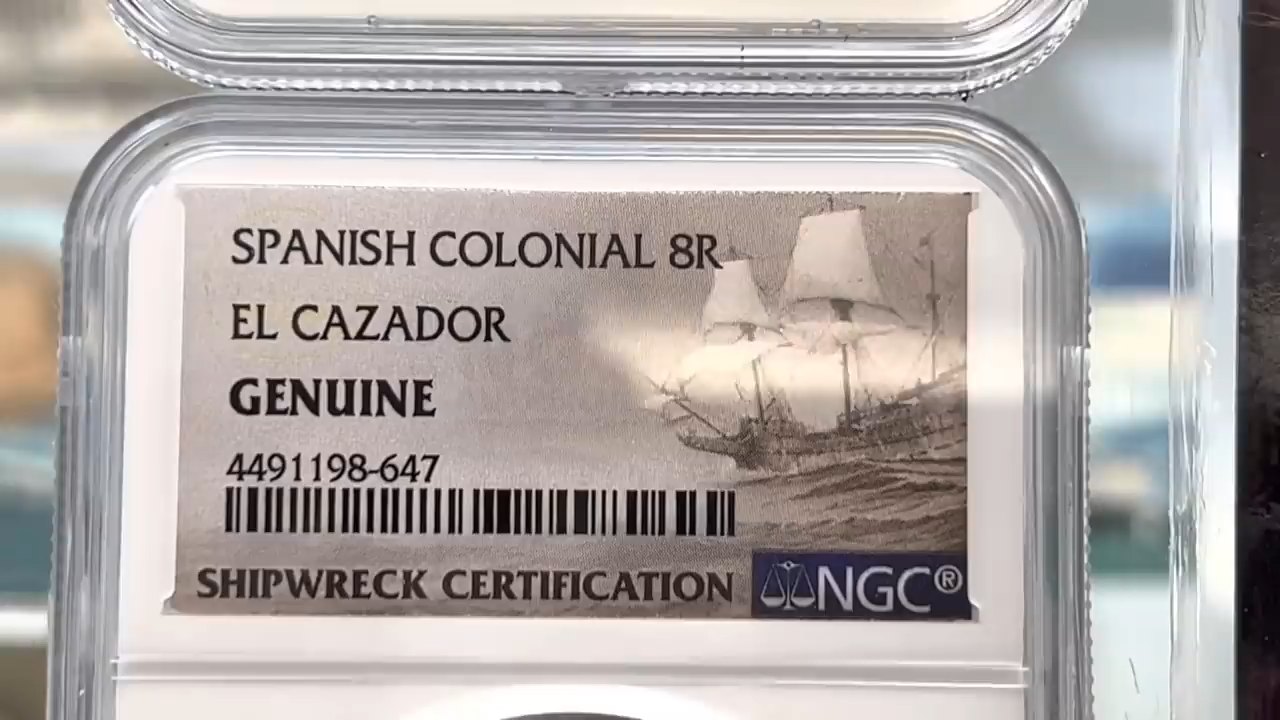 SPANISH COLONIAL 8R
EL CAZADOR
GENUINE
4491198-647
SHIPWRECK CERTIFICATION
NGC®